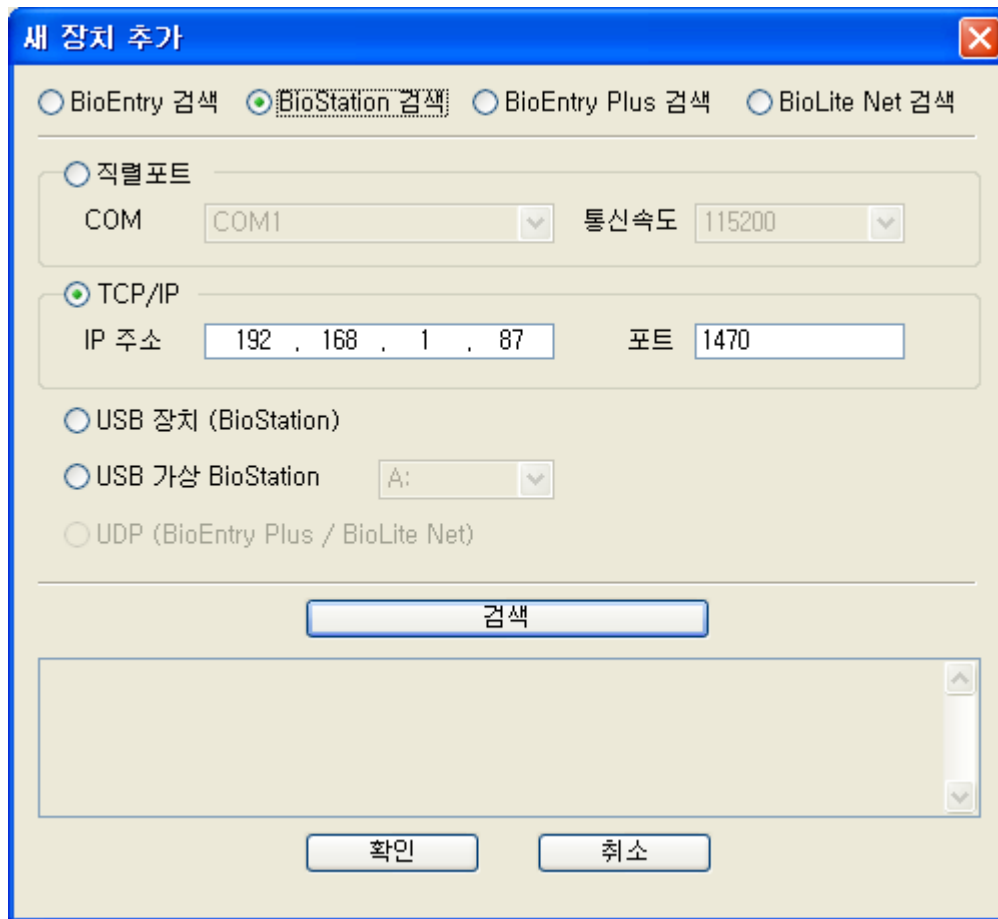 새 장치 추가
BioEntry 검색 BioStation 검색 BioEntry Plus 검색 BioLite Net 검색
직렬포트
COM COM1 통신속도 115200
TCP/IP
IP 주소 192 . 168 . 1 . 87 포트 1470
USB 장치 (BioStation)
USB 가상 BioStation A:
UDP (BioEntry Plus / BioLite Net)
검색
확인 취소